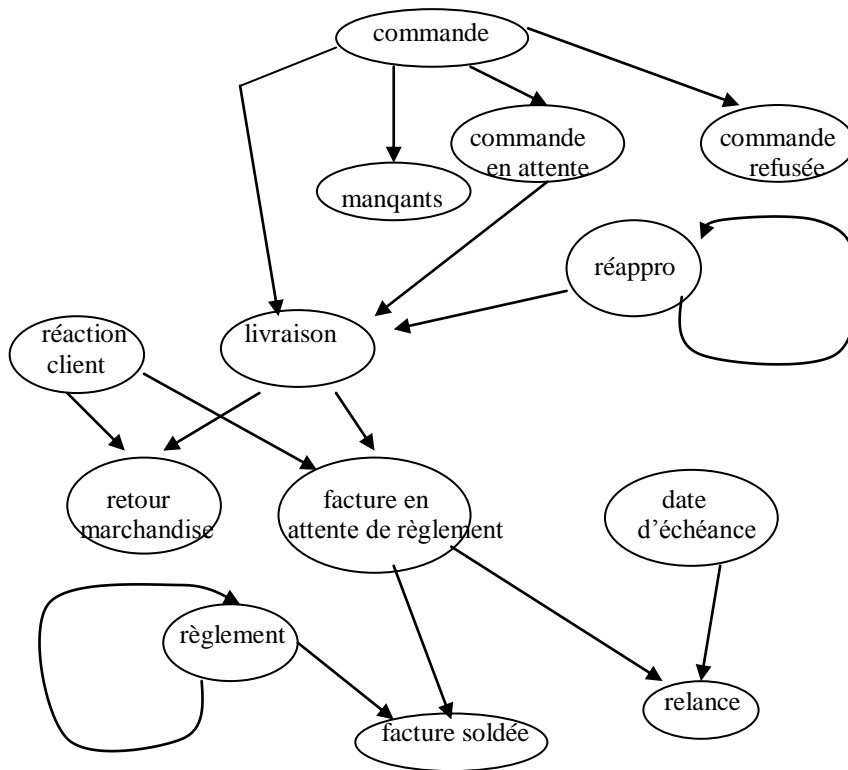 commande
commande
en attente
commande
refusée
manqants
réappro
réaction
client
livraison
retour
marchandise
facture en
attente de règlement
date
d'échéance
règlement
relance
facture soldée